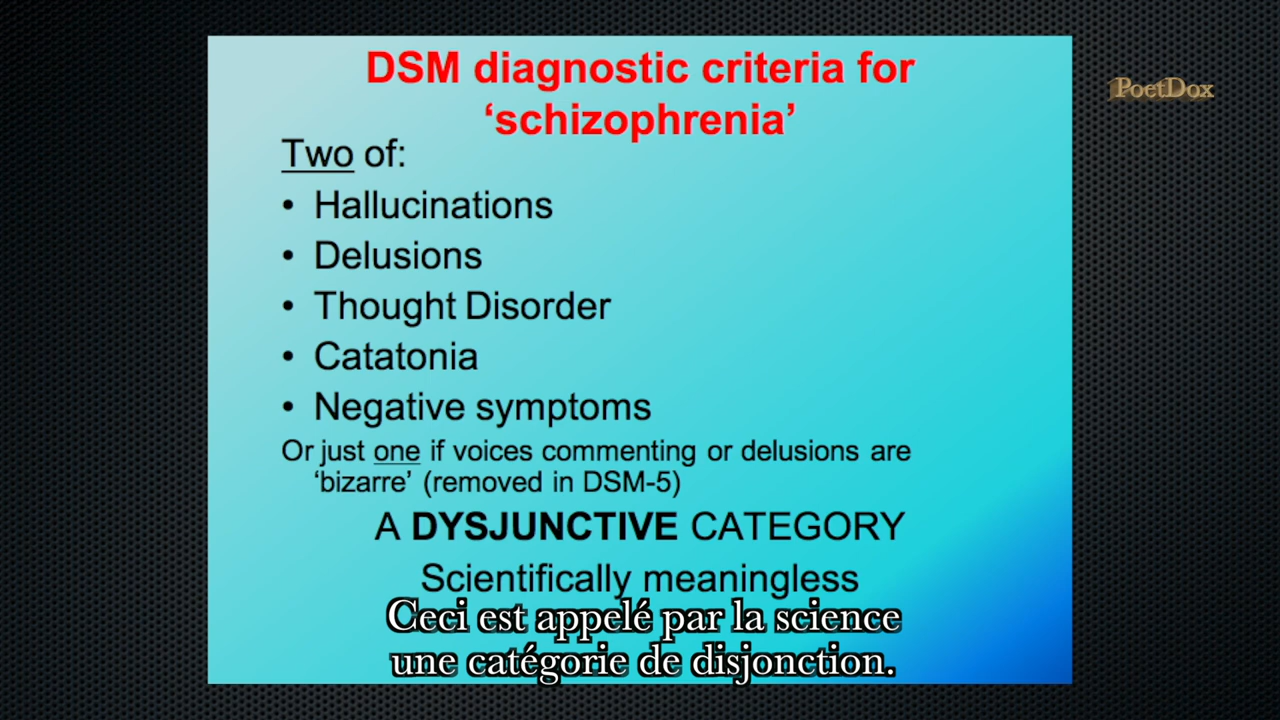 DSM diagnostic criteria for
‘schizophrenia’
PoetDox
Two of:
• Hallucinations
• Delusions
• Thought Disorder
• Catatonia
• Negative symptoms
Or just one if voices commenting or delusions are
‘bizarre’ (removed in DSM-5)
A DYSJUNCTIVE CATEGORY
Scientifically meaningless
Ceci est appelé par la science
une catégorie de disjonction.